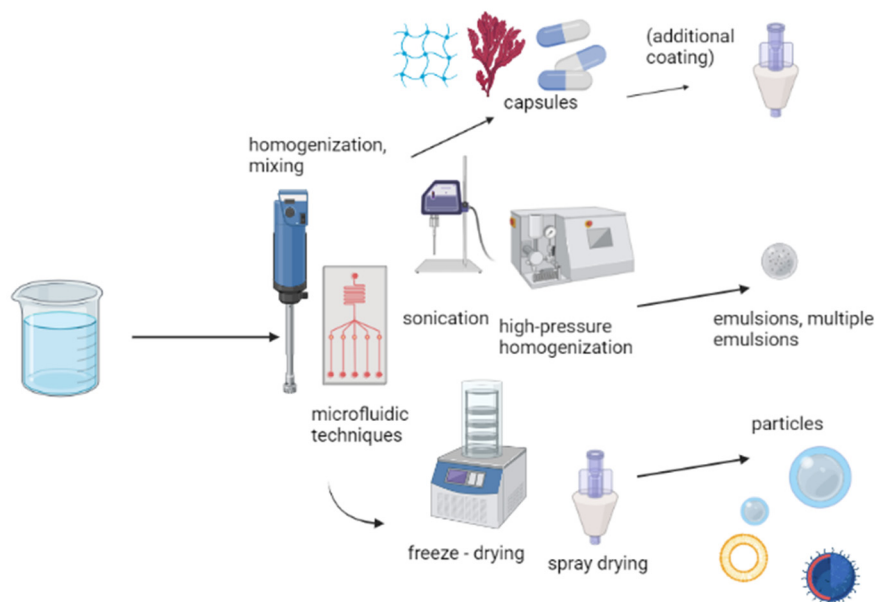 (additional
coating)
capsules
homogenization,
mixing
sonication
high-pressure
homogenization
emulsions, multiple
emulsions
microfluidic
techniques
particles
freeze - drying
spray drying